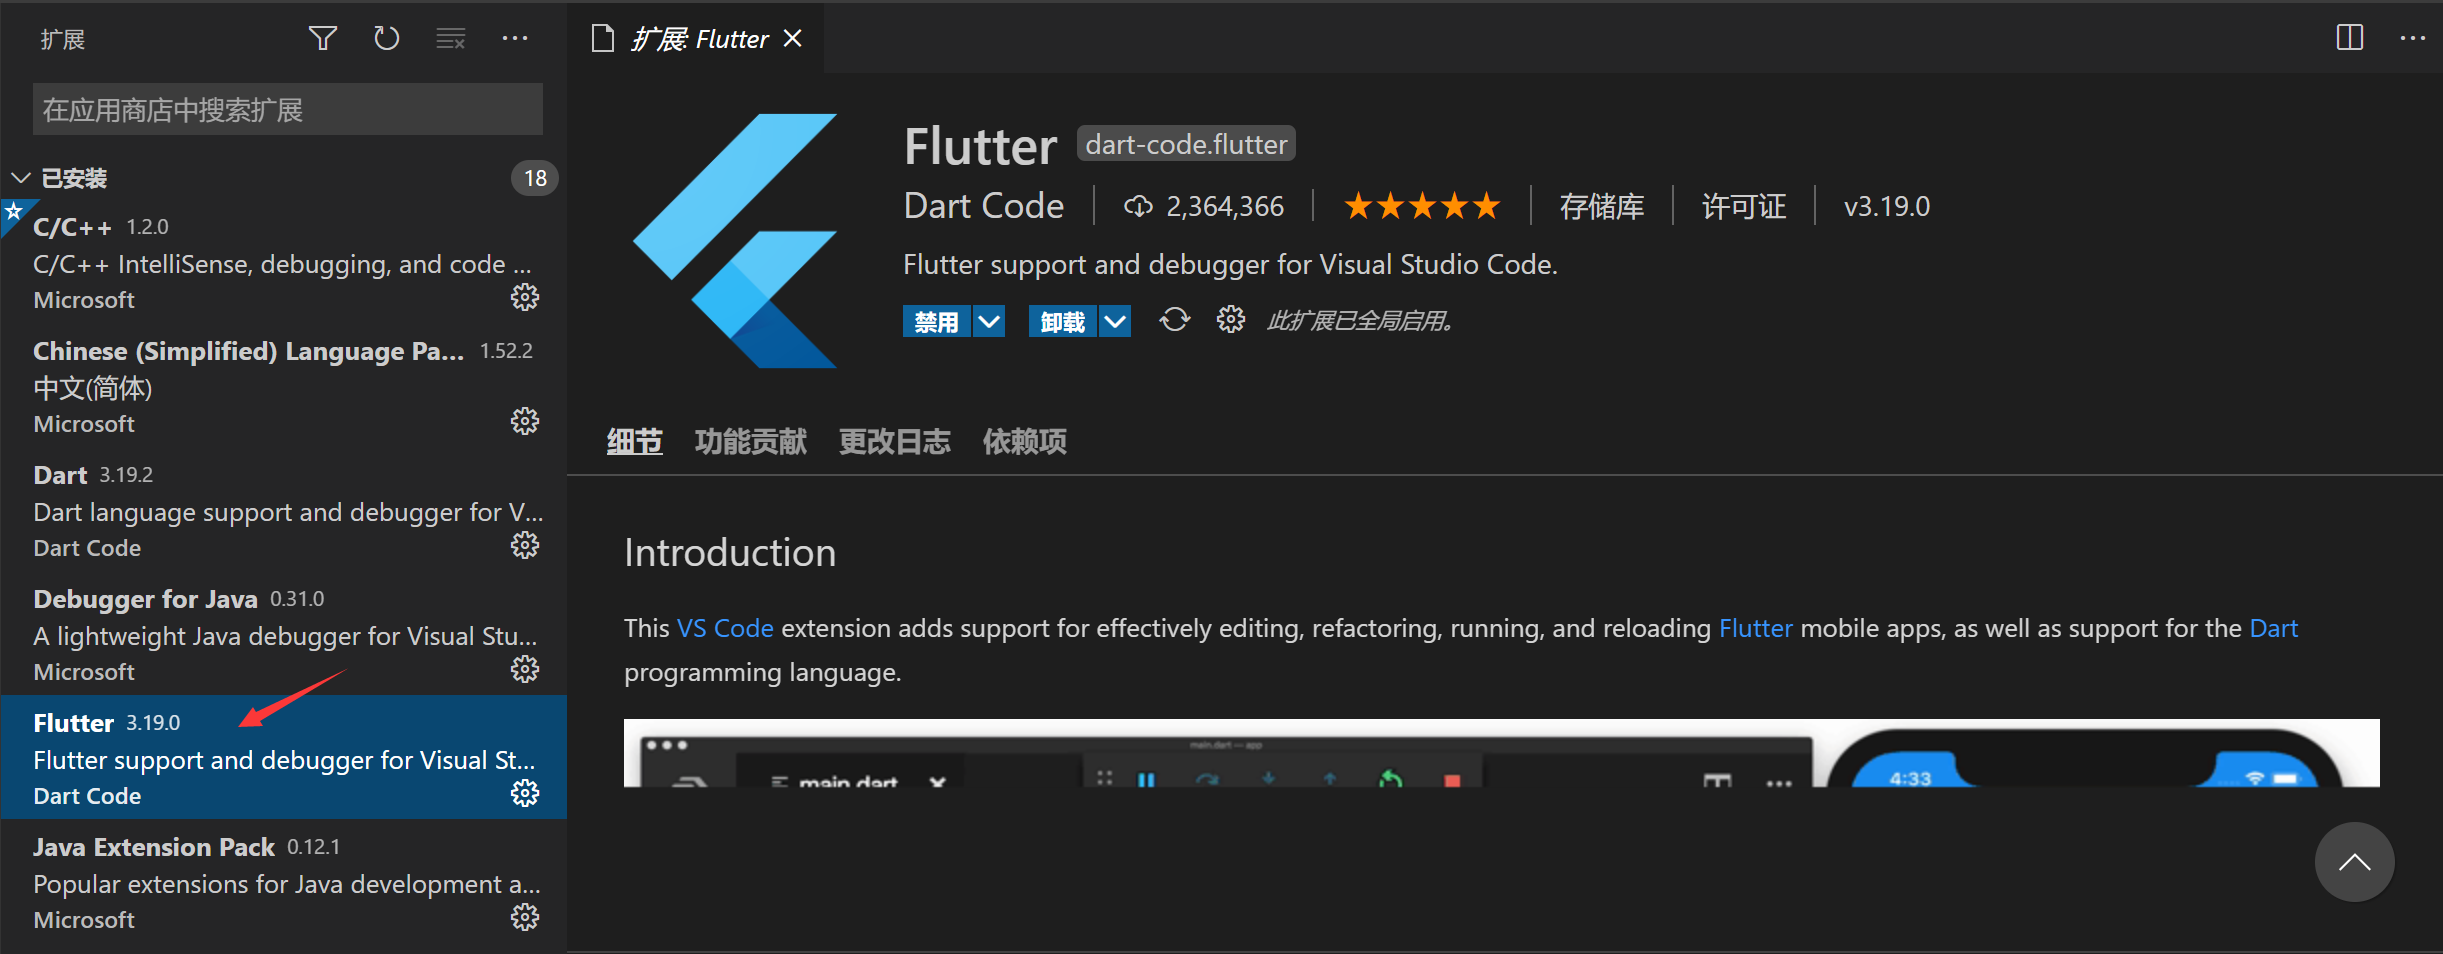 扩展
在应用商店中搜索扩展
已安装 18
C/C++ 1.2.0
C/C++ IntelliSense, debugging, and code ...
Microsoft
Chinese (Simplified) Language Pa... 1.52.2
中文(简体)
Microsoft
Dart 3.19.2
Dart language support and debugger for V...
Dart Code
Debugger for Java 0.31.0
A lightweight Java debugger for Visual Stu...
Microsoft
Flutter 3.19.0
Flutter support and debugger for Visual St...
Dart Code
Java Extension Pack 0.12.1
Popular extensions for Java development a...
Microsoft
扩展: Flutter
Flutter dart-code.flutter
Dart Code 2,364,366 存储库 许可证 v3.19.0
Flutter support and debugger for Visual Studio Code.
禁用 卸载 此扩展已全局启用。
细节 功能贡献 更改日志 依赖项
Introduction
This VS Code extension adds support for effectively editing, refactoring, running, and reloading Flutter mobile apps, as well as support for the Dart
programming language.
main.dart — app
main.dart
4:33